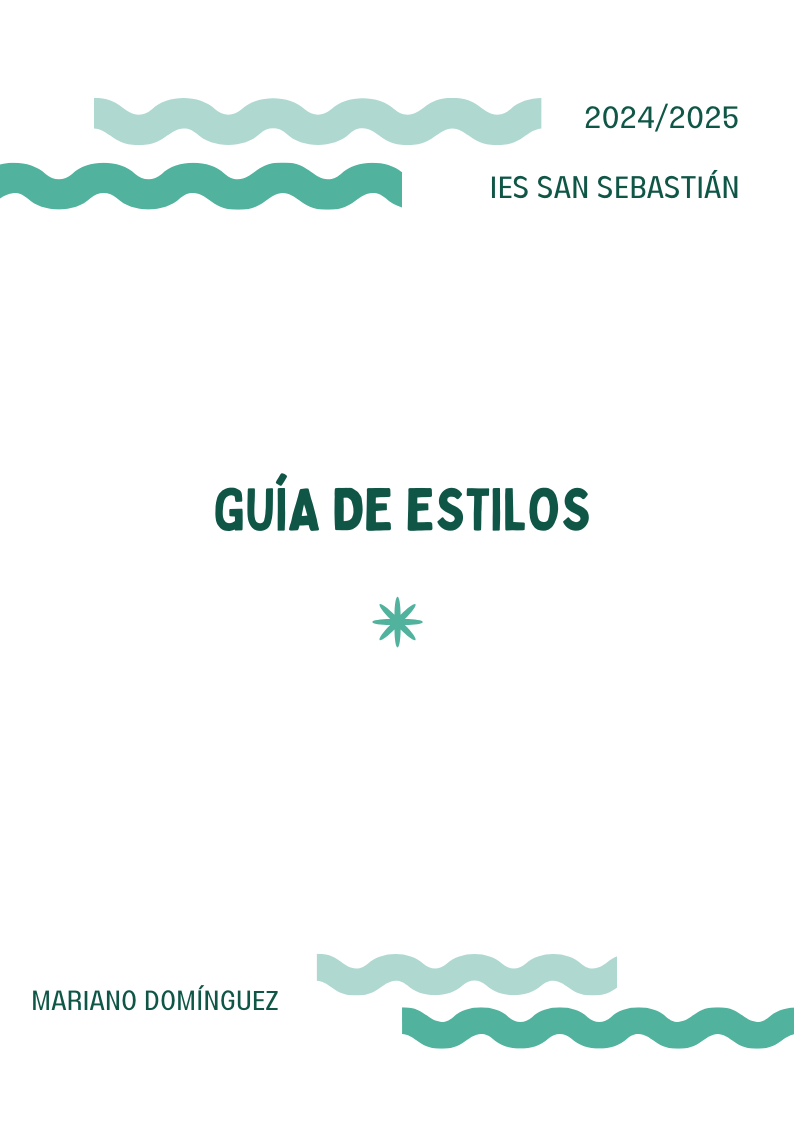 2024/2025
IES SAN SEBASTIÁN
GUÍA DE ESTILOS
MARIANO DOMÍNGUEZ